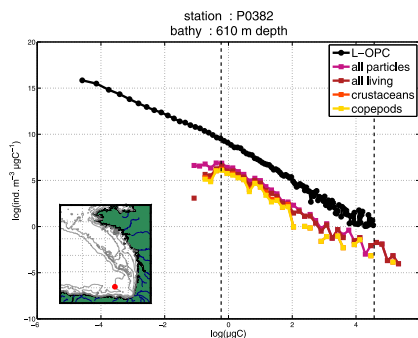 station : P0382
bathy : 610 m depth
20
15
10
5
0
-5
-10
-6
-4
-2
0
2
4
6
log(ind. m⁻³ µgC⁻¹)
log(µgC)
L-OPC
all particles
all living
crustaceans
copepods